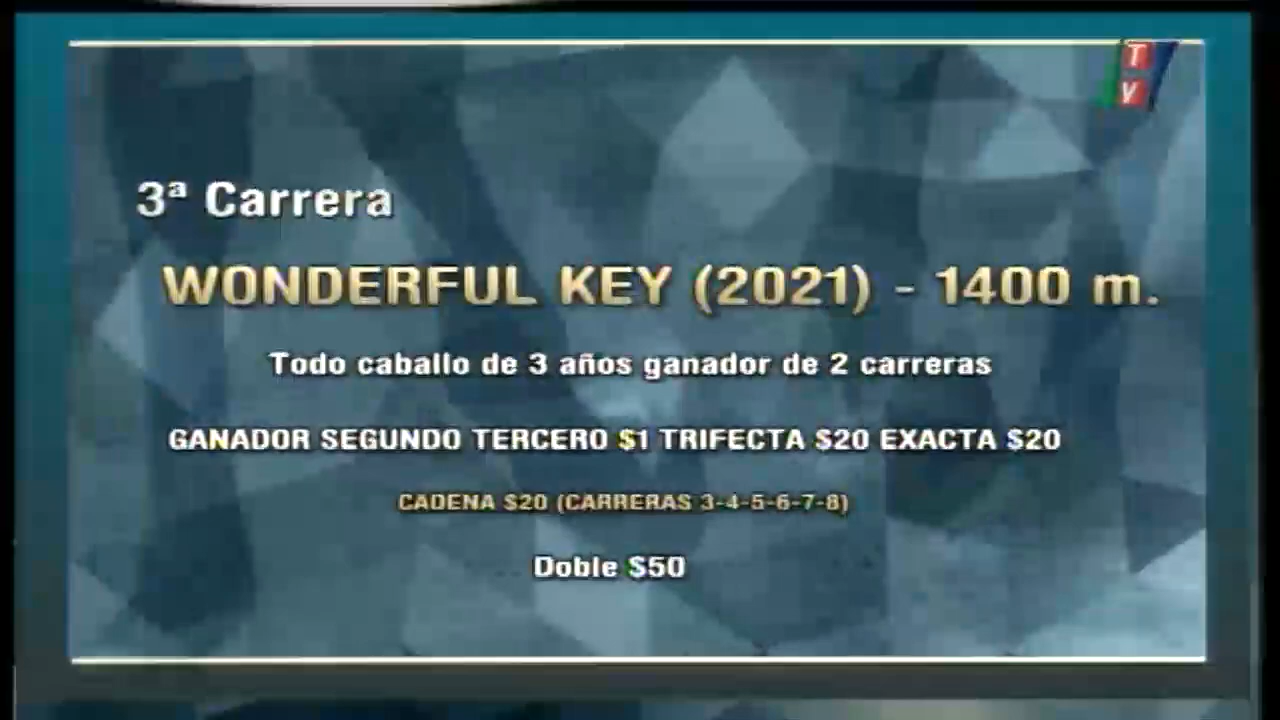 TV
3ª Carrera
WONDERFUL KEY (2021) - 1400 m.
Todo caballo de 3 años ganador de 2 carreras
GANADOR SEGUNDO TERCERO $1 TRIFECTA $20 EXACTA $20
CADENA $20 (CARRERAS 3-4-5-6-7-8)
Doble $50